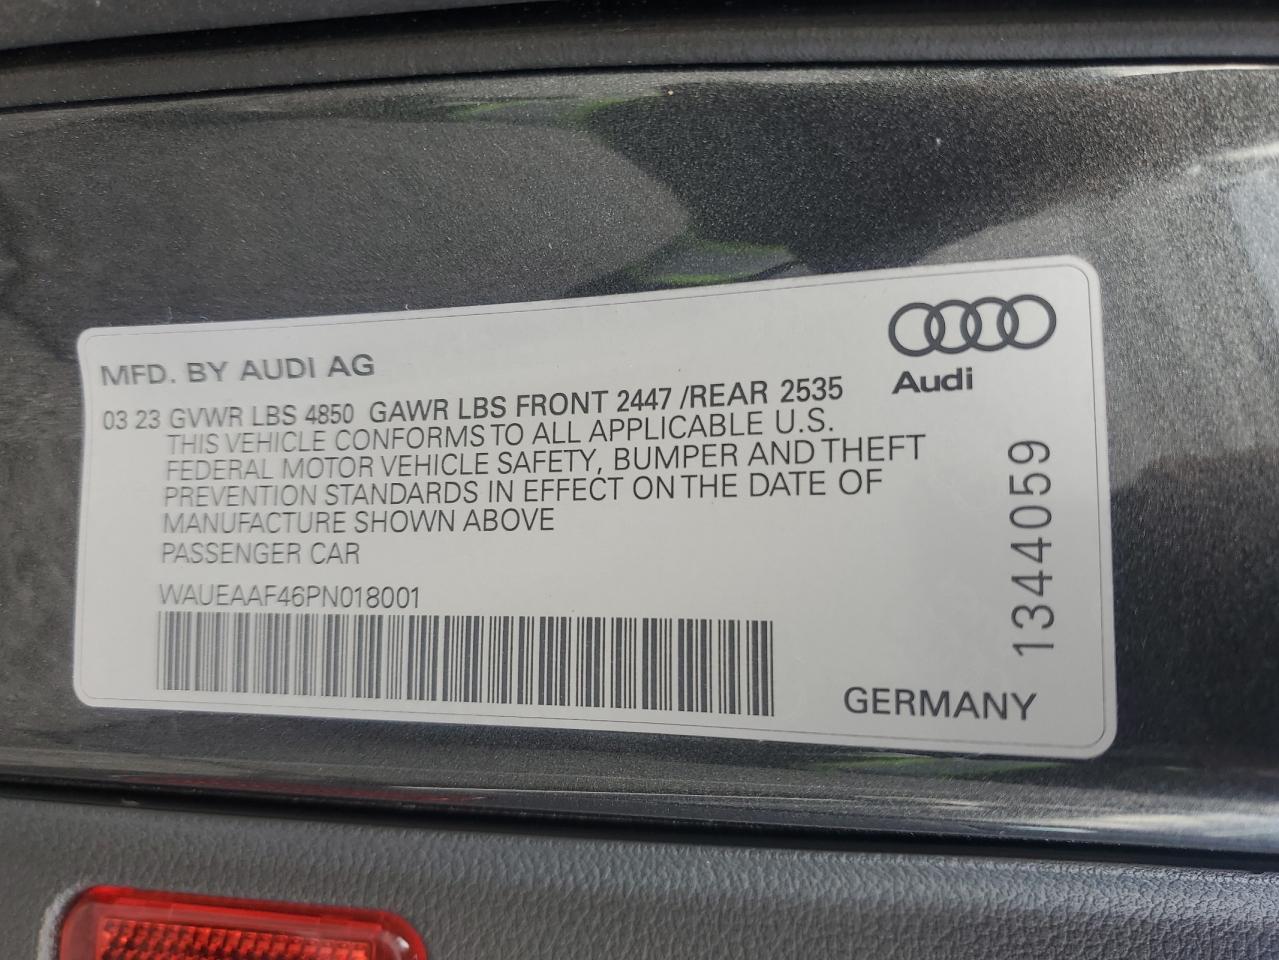 MFD. BY AUDI AG
Audi
03 23 GVWR LBS 4850 GAWR LBS FRONT 2447 /REAR 2535
THIS VEHICLE CONFORMS TO ALL APPLICABLE U.S.
FEDERAL MOTOR VEHICLE SAFETY, BUMPER AND THEFT
PREVENTION STANDARDS IN EFFECT ON THE DATE OF
MANUFACTURE SHOWN ABOVE
PASSENGER CAR
WAUEAAF46PN018001
1344059
GERMANY